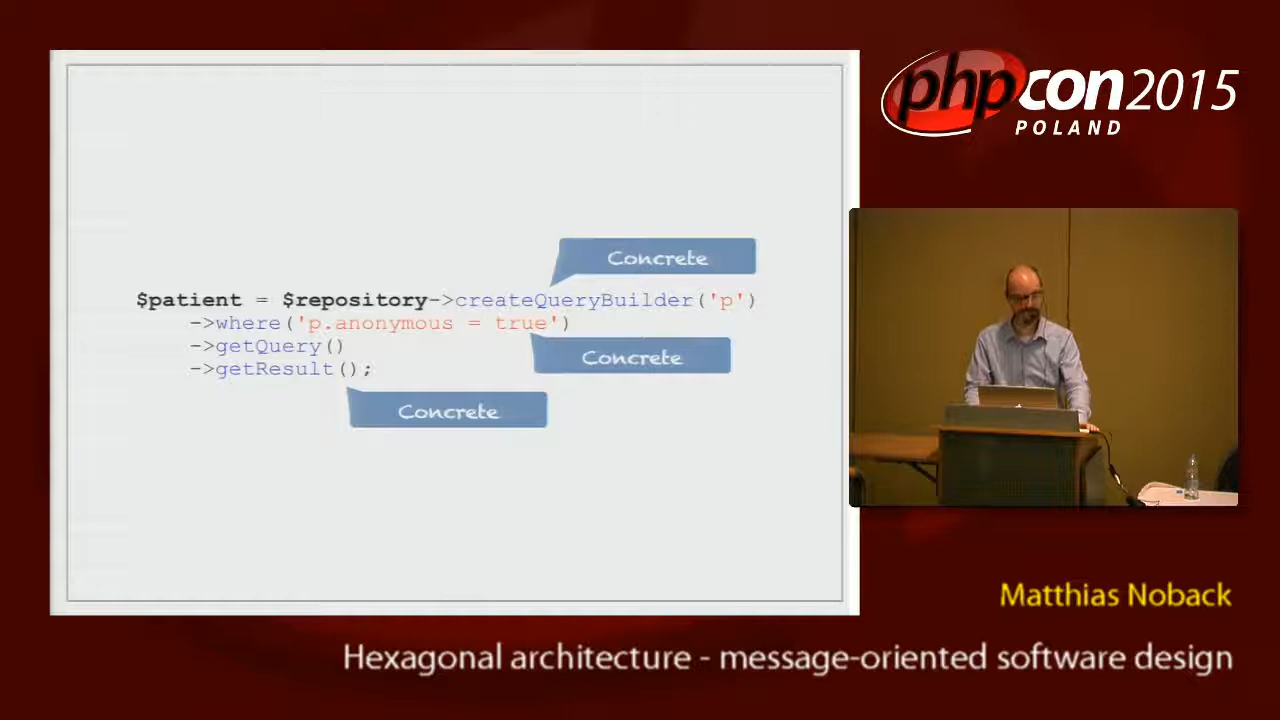 phpcon2015
POLAND
Concrete
$patient = $repository->createQueryBuilder('p')
->where('p.anonymous = true')
->getQuery()
->getResult();
Concrete
Concrete
Matthias Noback
Hexagonal architecture - message-oriented software design